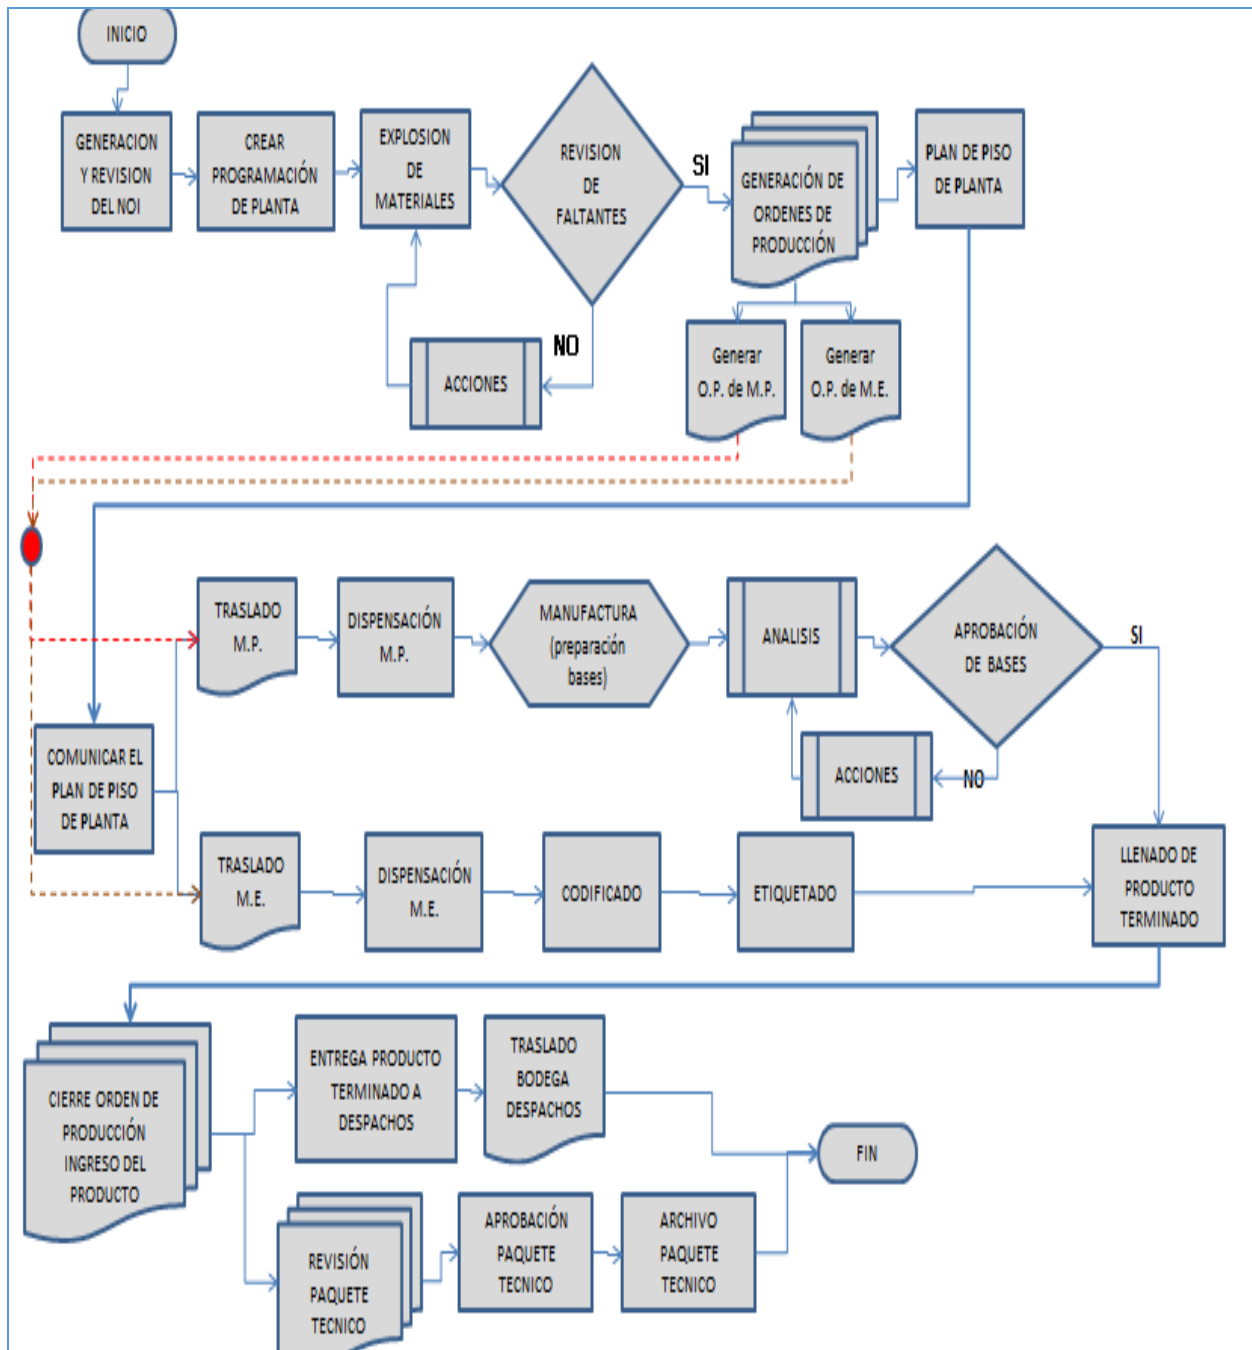 INICIO
GENERACION
Y REVISION
DEL NOI
CREAR
PROGRAMACIÓN
DE PLANTA
EXPLOSION
DE
MATERIALES
REVISION
DE
FALTANTES
SI
GENERACIÓN DE
ORDENES DE
PRODUCCIÓN
PLAN DE PISO
DE PLANTA
NO
ACCIONES
Generar
O.P. de M.P.
Generar
O.P. de M.E.
TRASLADO
M.P.
DISPENSACIÓN
M.P.
MANUFACTURA
(preparación
bases)
ANALISIS
APROBACIÓN
DE BASES
SI
COMUNICAR EL
PLAN DE PISO
DE PLANTA
ACCIONES
NO
TRASLADO
M.E.
DISPENSACIÓN
M.E.
CODIFICADO
ETIQUETADO
LLENADO DE
PRODUCTO
TERMINADO
CIERRE ORDEN DE
PRODUCCIÓN
INGRESO DEL
PRODUCTO
ENTREGA PRODUCTO
TERMINADO A
DESPACHOS
TRASLADO
BODEGA
DESPACHOS
FIN
REVISIÓN
PAQUETE
TECNICO
APROBACIÓN
PAQUETE
TECNICO
ARCHIVO
PAQUETE
TECNICO